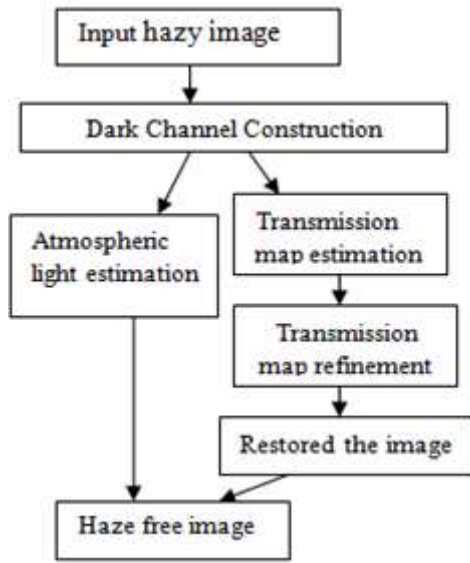 Input hazy image
Dark Channel Construction
Atmospheric
light estimation
Transmission
map estimation
Transmission
map refinement
Restored the image
Haze free image